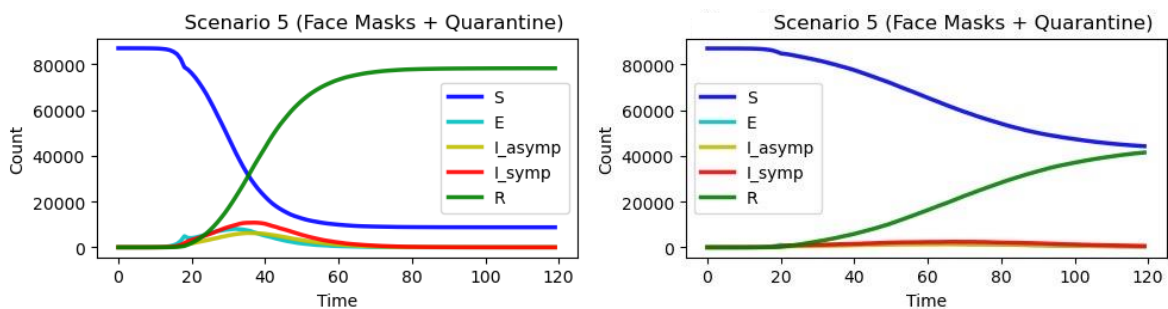 Scenario 5 (Face Masks + Quarantine)
80000
60000
40000
20000
0
Count
S
E
I_asymp
I_symp
R
0 20 40 60 80 100 120
Time
Scenario 5 (Face Masks + Quarantine)
80000
60000
40000
20000
0
Count
S
E
I_asymp
I_symp
R
0 20 40 60 80 100 120
Time